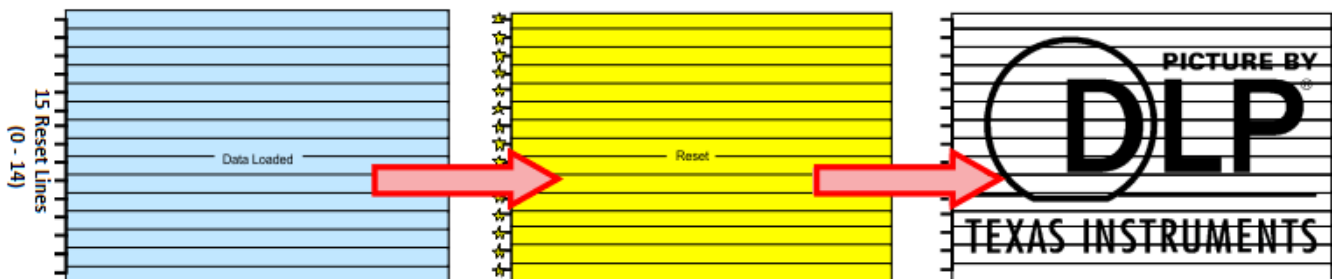 15 Reset Lines
(0 - 14)
Data Loaded
Reset
PICTURE BY
DLP®
TEXAS INSTRUMENTS